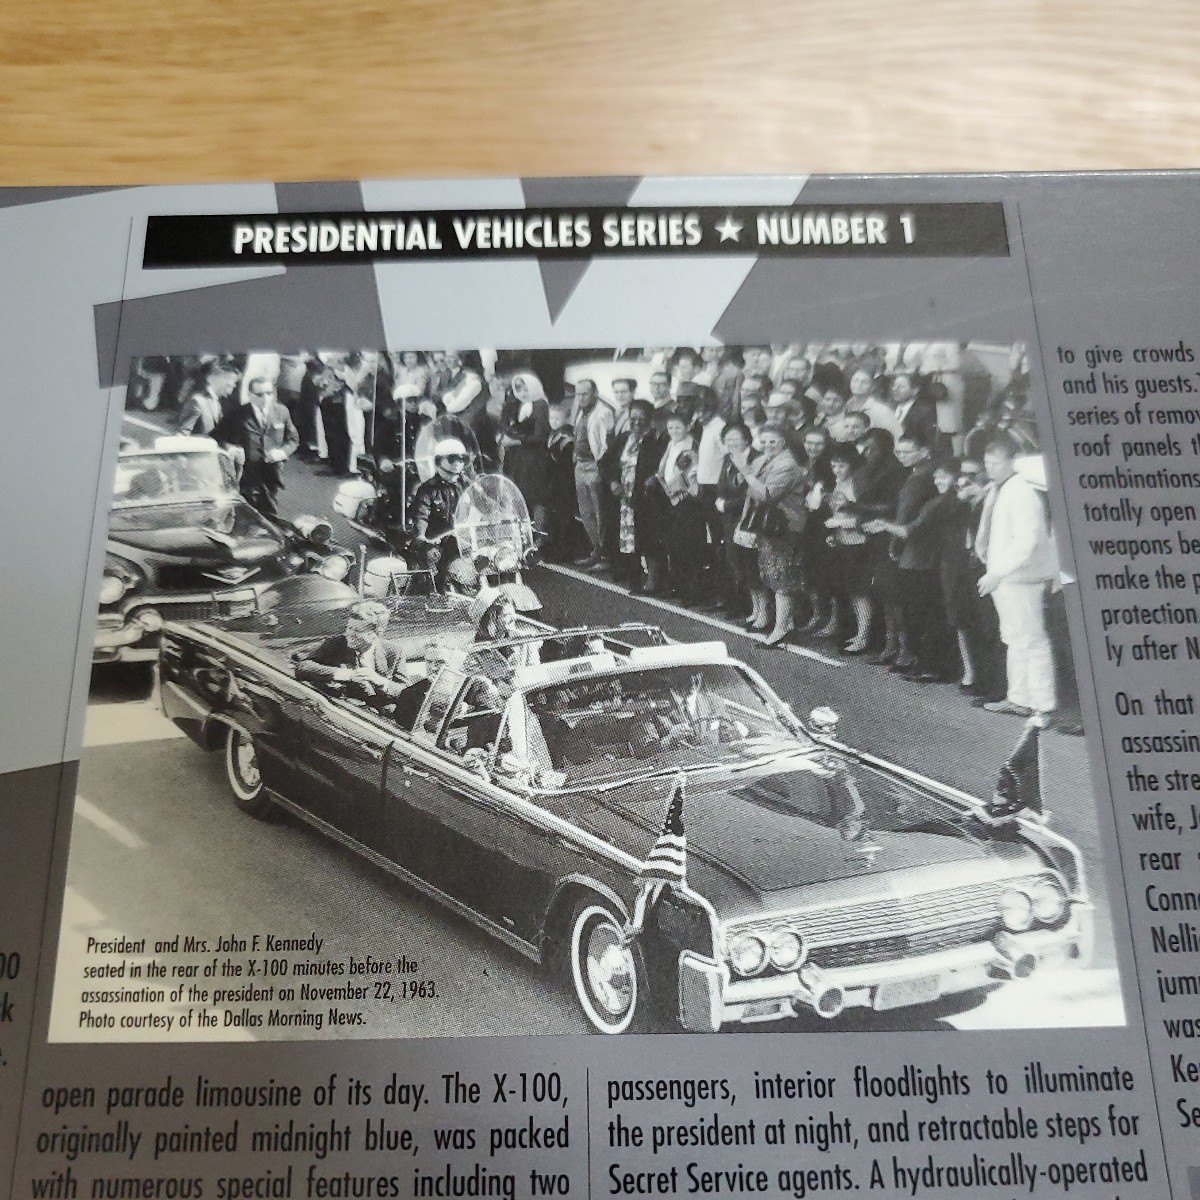 PRESIDENTIAL VEHICLES SERIES ★ NUMBER 1
President and Mrs. John F. Kennedy
seated in the rear of the X-100 minutes before the
assassination of the president on November 22, 1963.
Photo courtesy of the Dallas Morning News.
open parade limousine of its day. The X-100,
originally painted midnight blue, was packed
with numerous special features including two
passengers, interior floodlights to illuminate
the president at night, and retractable steps for
Secret Service agents. A hydraulically-operated
to give crowds
and his guests.
series of remov
roof panels t
combinations
totally open
weapons be
make the p
protection.
ly after N
On that
assassin
the stre
wife, J
rear
Conn
Nelli
jum
was
Ke
Se